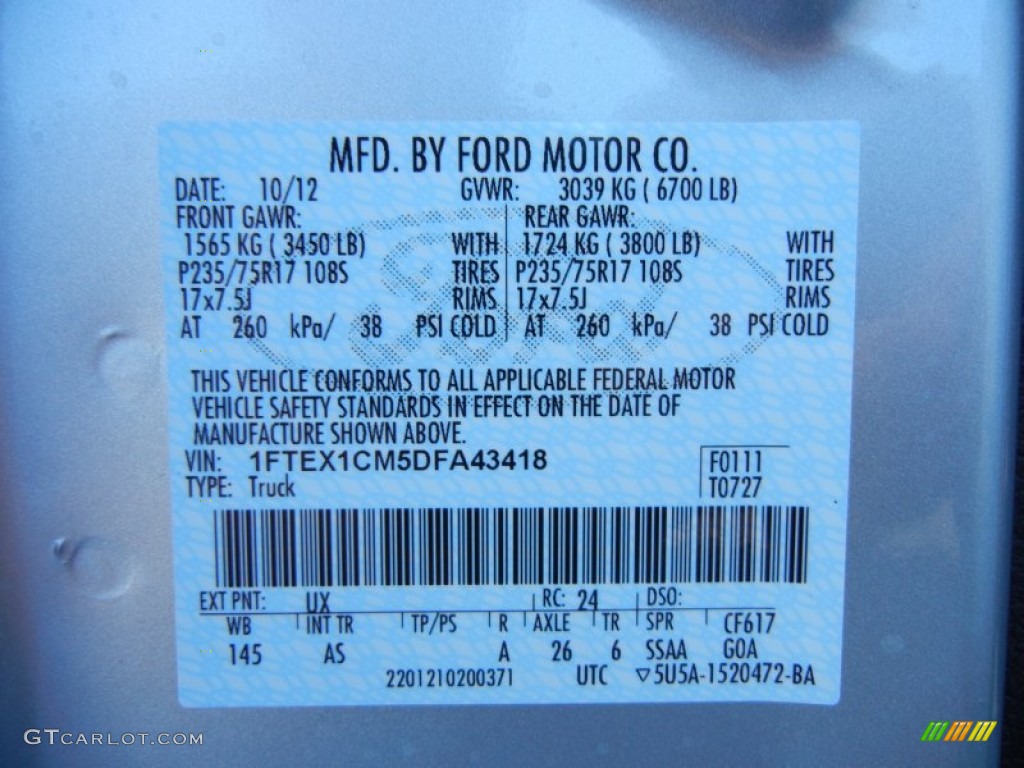 MFD. BY FORD MOTOR CO.
DATE: 10/12 GVWR: 3039 KG ( 6700 LB)
FRONT GAWR: REAR GAWR:
1565 KG ( 3450 LB) WITH 1724 KG ( 3800 LB) WITH
P235/75R17 108S TIRES P235/75R17 108S TIRES
17x7.5J RIMS 17x7.5J RIMS
AT 260 kPa/ 38 PSI COLD AT 260 kPa/ 38 PSI COLD
THIS VEHICLE CONFORMS TO ALL APPLICABLE FEDERAL MOTOR
VEHICLE SAFETY STANDARDS IN EFFECT ON THE DATE OF
MANUFACTURE SHOWN ABOVE.
VIN: 1FTEX1CM5DFA43418 F0111
TYPE: Truck T0727
EXT PNT: UX RC: 24 DSO:
WB INT TR TP/PS R AXLE TR SPR CF617
145 AS A 26 6 SSAA GOA
2201210200371 UTC ▽5U5A-1520472-BA
GTCARLOT.COM